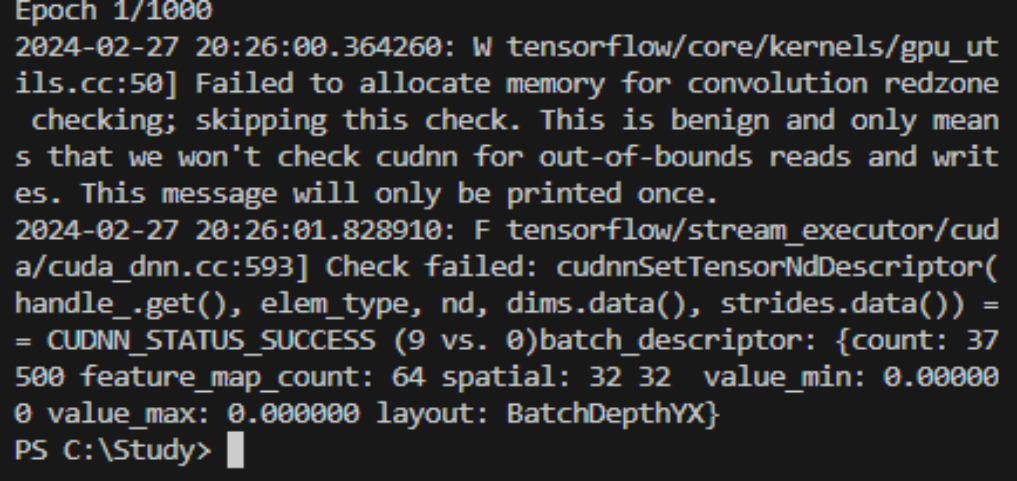 Epoch 1/1000
2024-02-27 20:26:00.364260: W tensorflow/core/kernels/gpu_ut
ils.cc:50] Failed to allocate memory for convolution redzone
 checking; skipping this check. This is benign and only mean
s that we won't check cudnn for out-of-bounds reads and writ
es. This message will only be printed once.
2024-02-27 20:26:01.828910: F tensorflow/stream_executor/cud
a/cuda_dnn.cc:593] Check failed: cudnnSetTensorNdDescriptor(
handle_.get(), elem_type, nd, dims.data(), strides.data()) =
= CUDNN_STATUS_SUCCESS (9 vs. 0)batch_descriptor: {count: 37
500 feature_map_count: 64 spatial: 32 32  value_min: 0.00000
0 value_max: 0.000000 layout: BatchDepthYX}
PS C:\Study>